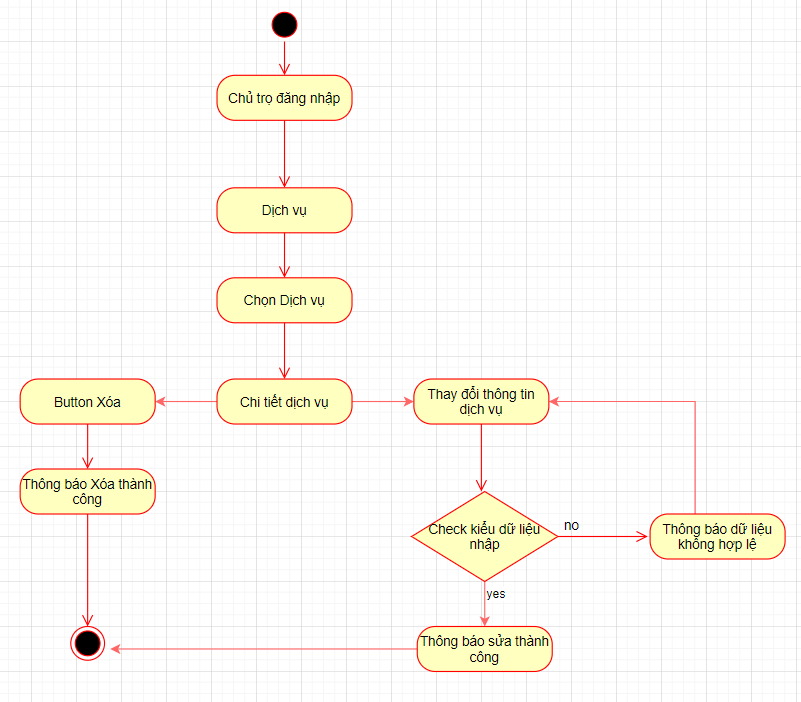 Chủ trọ đăng nhập
Dịch vụ
Chọn Dịch vụ
Button Xóa
Chi tiết dịch vụ
Thay đổi thông tin
dịch vụ
Thông báo Xóa thành
công
Check kiểu dữ liệu
nhập
no
Thông báo dữ liệu
không hợp lệ
yes
Thông báo sửa thành
công